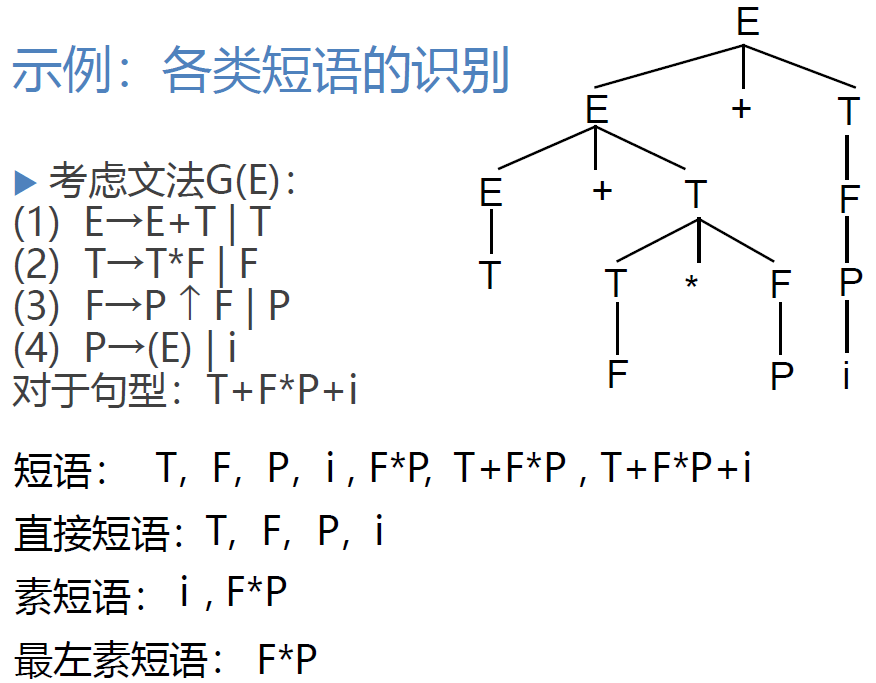 示例：各类短语的识别
考虑文法G(E)：
(1) E→E+T | T
(2) T→T*F | F
(3) F→P↑F | P
(4) P→(E) | i
对于句型：T+F*P+i
E
E + T
E + T F
T T * F P
F P i
短语： T, F, P, i , F*P, T+F*P , T+F*P+i
直接短语：T, F, P, i
素短语： i , F*P
最左素短语： F*P